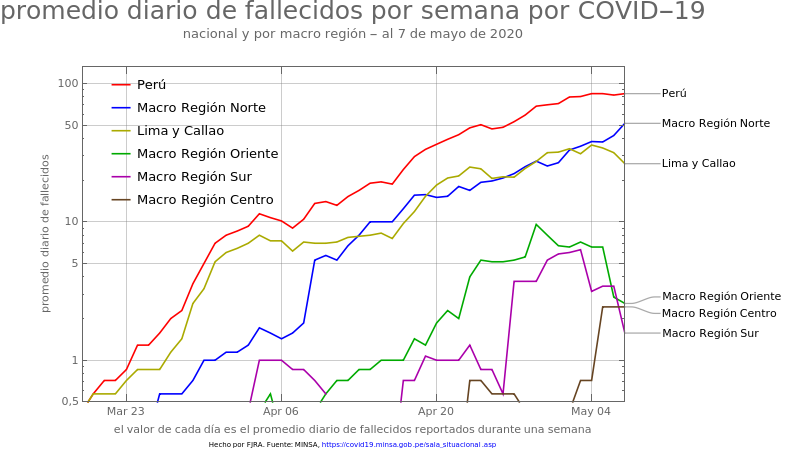 promedio diario de fallecidos por semana por COVID‒19
nacional y por macro región – al 7 de mayo de 2020
promedio diario de fallecidos
100
50
10
5
1
0,5
Perú
Macro Región Norte
Lima y Callao
Macro Región Oriente
Macro Región Sur
Macro Región Centro
Perú
Macro Región Norte
Lima y Callao
Macro Región Oriente
Macro Región Centro
Macro Región Sur
Mar 23 Apr 06 Apr 20 May 04
el valor de cada día es el promedio diario de fallecidos reportados durante una semana
Hecho por FJRA. Fuente: MINSA, https://covid19.minsa.gob.pe/sala_situacional.asp